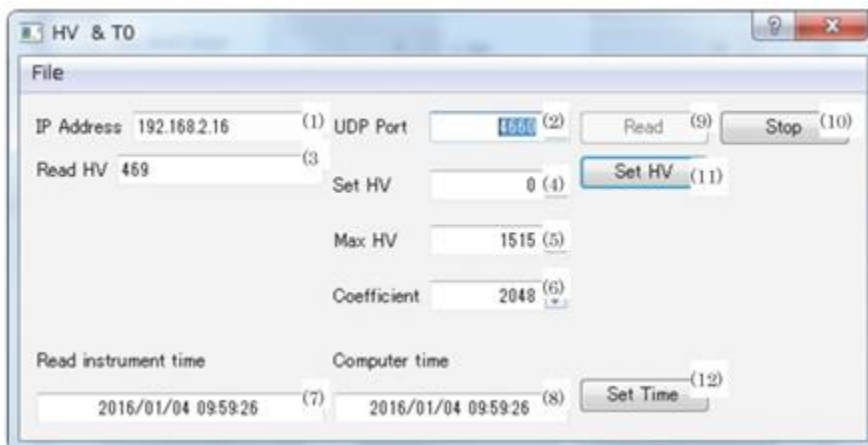 HV & T0
File
IP Address 192.168.2.16 (1) UDP Port 4660 (2) Read (9) Stop (10)
Read HV 469 (3 Set HV 0 (4) Set HV (11)
Max HV 1515 (5)
Coefficient 2048 (6)
Read instrument time Computer time
2016/01/04 09:59:26 (7) 2016/01/04 09:59:26 (8) Set Time (12)